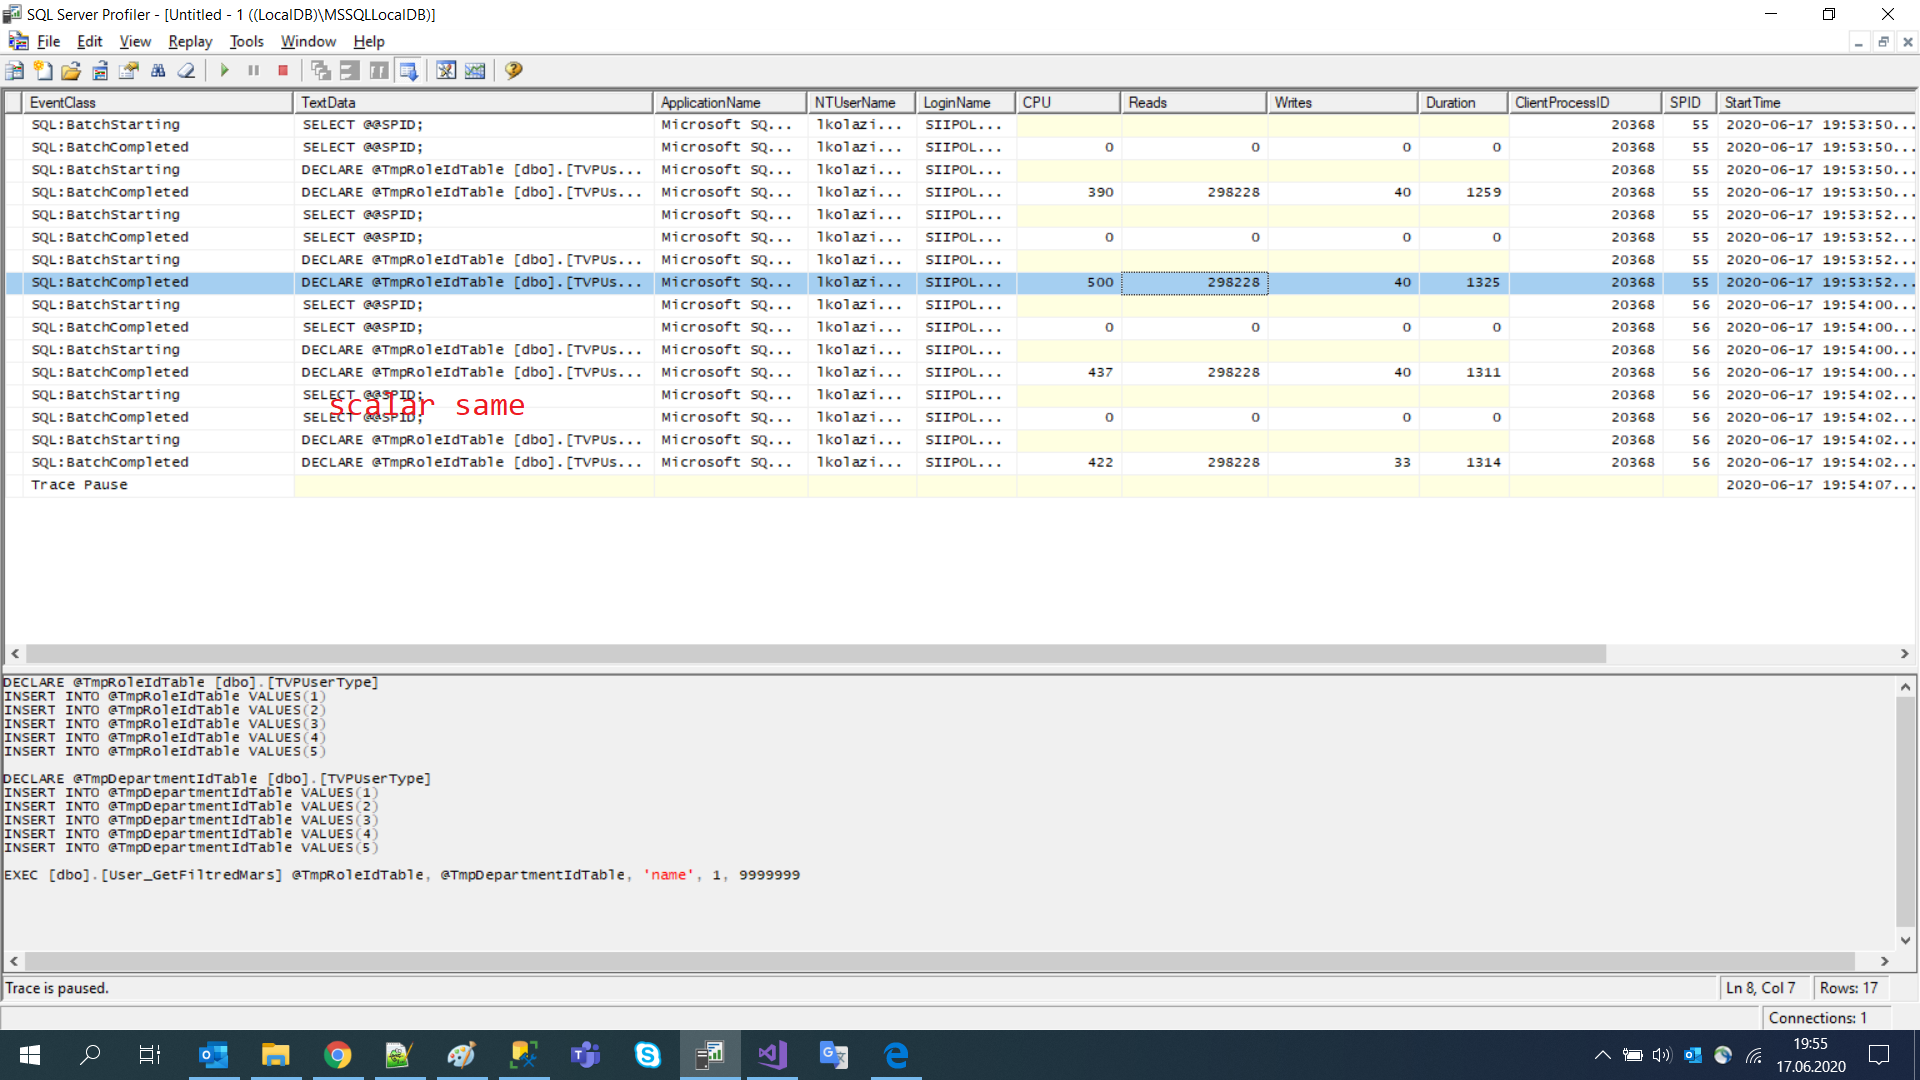 SQL Server Profiler - [Untitled - 1 ((LocalDB)\MSSQLLocalDB)]
File Edit View Replay Tools Window Help
EventClass TextData ApplicationName NTUserName LoginName CPU Reads Writes Duration ClientProcessID SPID StartTime
SQL:BatchStarting SELECT @@SPID; Microsoft SQ... lkolazi... SIIPOL... 20368 55 2020-06-17 19:53:50...
SQL:BatchCompleted SELECT @@SPID; Microsoft SQ... lkolazi... SIIPOL... 0 0 0 0 20368 55 2020-06-17 19:53:50...
SQL:BatchStarting DECLARE @TmpRoleIdTable [dbo].[TVPUs... Microsoft SQ... lkolazi... SIIPOL... 20368 55 2020-06-17 19:53:50...
SQL:BatchCompleted DECLARE @TmpRoleIdTable [dbo].[TVPUs... Microsoft SQ... lkolazi... SIIPOL... 390 298228 40 1259 20368 55 2020-06-17 19:53:50...
SQL:BatchStarting SELECT @@SPID; Microsoft SQ... lkolazi... SIIPOL... 20368 55 2020-06-17 19:53:52...
SQL:BatchCompleted SELECT @@SPID; Microsoft SQ... lkolazi... SIIPOL... 0 0 0 0 20368 55 2020-06-17 19:53:52...
SQL:BatchStarting DECLARE @TmpRoleIdTable [dbo].[TVPUs... Microsoft SQ... lkolazi... SIIPOL... 20368 55 2020-06-17 19:53:52...
SQL:BatchCompleted DECLARE @TmpRoleIdTable [dbo].[TVPUs... Microsoft SQ... lkolazi... SIIPOL... 500 298228 40 1325 20368 55 2020-06-17 19:53:52...
SQL:BatchStarting SELECT @@SPID; Microsoft SQ... lkolazi... SIIPOL... 20368 56 2020-06-17 19:54:00...
SQL:BatchCompleted SELECT @@SPID; Microsoft SQ... lkolazi... SIIPOL... 0 0 0 0 20368 56 2020-06-17 19:54:00...
SQL:BatchStarting DECLARE @TmpRoleIdTable [dbo].[TVPUs... Microsoft SQ... lkolazi... SIIPOL... 20368 56 2020-06-17 19:54:00...
SQL:BatchCompleted DECLARE @TmpRoleIdTable [dbo].[TVPUs... Microsoft SQ... lkolazi... SIIPOL... 437 298228 40 1311 20368 56 2020-06-17 19:54:00...
SQL:BatchStarting SELECT @@SPID; Microsoft SQ... lkolazi... SIIPOL... 20368 56 2020-06-17 19:54:02...
scalar same
SQL:BatchCompleted SELECT @@SPID; Microsoft SQ... lkolazi... SIIPOL... 0 0 0 0 20368 56 2020-06-17 19:54:02...
SQL:BatchStarting DECLARE @TmpRoleIdTable [dbo].[TVPUs... Microsoft SQ... lkolazi... SIIPOL... 20368 56 2020-06-17 19:54:02...
SQL:BatchCompleted DECLARE @TmpRoleIdTable [dbo].[TVPUs... Microsoft SQ... lkolazi... SIIPOL... 422 298228 33 1314 20368 56 2020-06-17 19:54:02...
Trace Pause 2020-06-17 19:54:07...
DECLARE @TmpRoleIdTable [dbo].[TVPUserType]
INSERT INTO @TmpRoleIdTable VALUES(1)
INSERT INTO @TmpRoleIdTable VALUES(2)
INSERT INTO @TmpRoleIdTable VALUES(3)
INSERT INTO @TmpRoleIdTable VALUES(4)
INSERT INTO @TmpRoleIdTable VALUES(5)
DECLARE @TmpDepartmentIdTable [dbo].[TVPUserType]
INSERT INTO @TmpDepartmentIdTable VALUES(1)
INSERT INTO @TmpDepartmentIdTable VALUES(2)
INSERT INTO @TmpDepartmentIdTable VALUES(3)
INSERT INTO @TmpDepartmentIdTable VALUES(4)
INSERT INTO @TmpDepartmentIdTable VALUES(5)
EXEC [dbo].[User_GetFiltredMars] @TmpRoleIdTable, @TmpDepartmentIdTable, 'name', 1, 9999999
Trace is paused. Ln 8, Col 7 Rows: 17
Connections: 1
19:55
17.06.2020